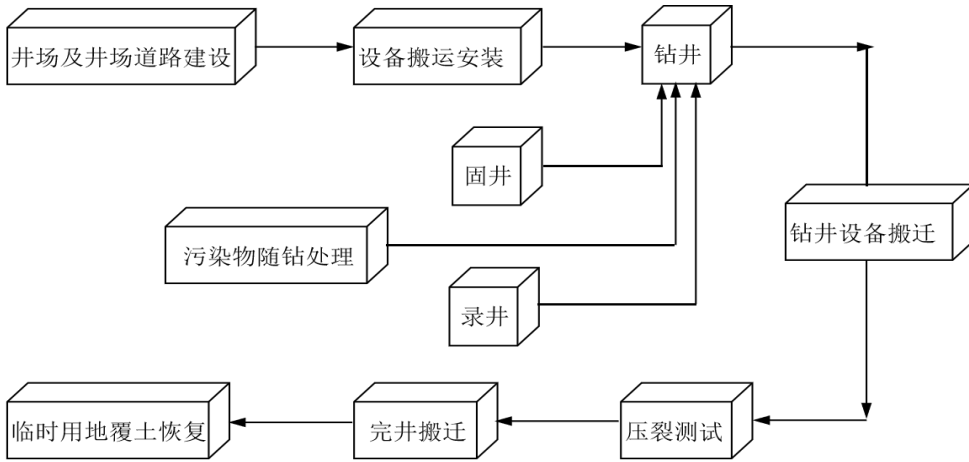 井场及井场道路建设
设备搬运安装
钻井
固井
污染物随钻处理
钻井设备搬迁
录井
临时用地覆土恢复
完井搬迁
压裂测试